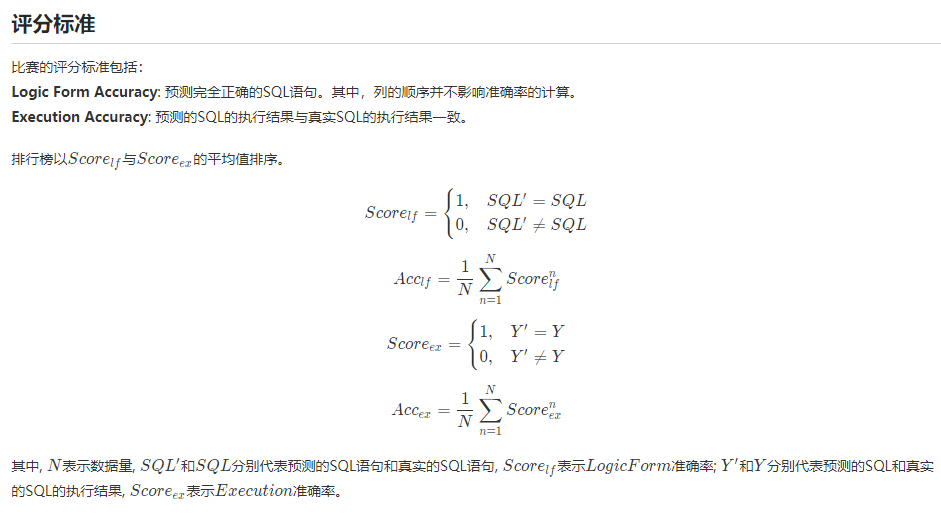 评分标准
比赛的评分标准包括：
Logic Form Accuracy: 预测完全正确的SQL语句。其中，列的顺序并不影响准确率的计算。
Execution Accuracy: 预测的SQL的执行结果与真实SQL的执行结果一致。
排行榜以$Score_{lf}$与$Score_{ex}$的平均值排序。
$Score_{lf} = \begin{cases} 1, & SQL' = SQL \\ 0, & SQL' \neq SQL \end{cases}$
$Acc_{lf} = \frac{1}{N} \sum_{n=1}^{N} Score_{lf}^{n}$
$Score_{ex} = \begin{cases} 1, & Y' = Y \\ 0, & Y' \neq Y \end{cases}$
$Acc_{ex} = \frac{1}{N} \sum_{n=1}^{N} Score_{ex}^{n}$
其中, $N$表示数据量, $SQL'$和$SQL$分别代表预测的SQL语句和真实的SQL语句, $Score_{lf}$表示$LogicForm$准确率; $Y'$和$Y$分别代表预测的SQL和真实
的SQL的执行结果, $Score_{ex}$表示$Execution$准确率。